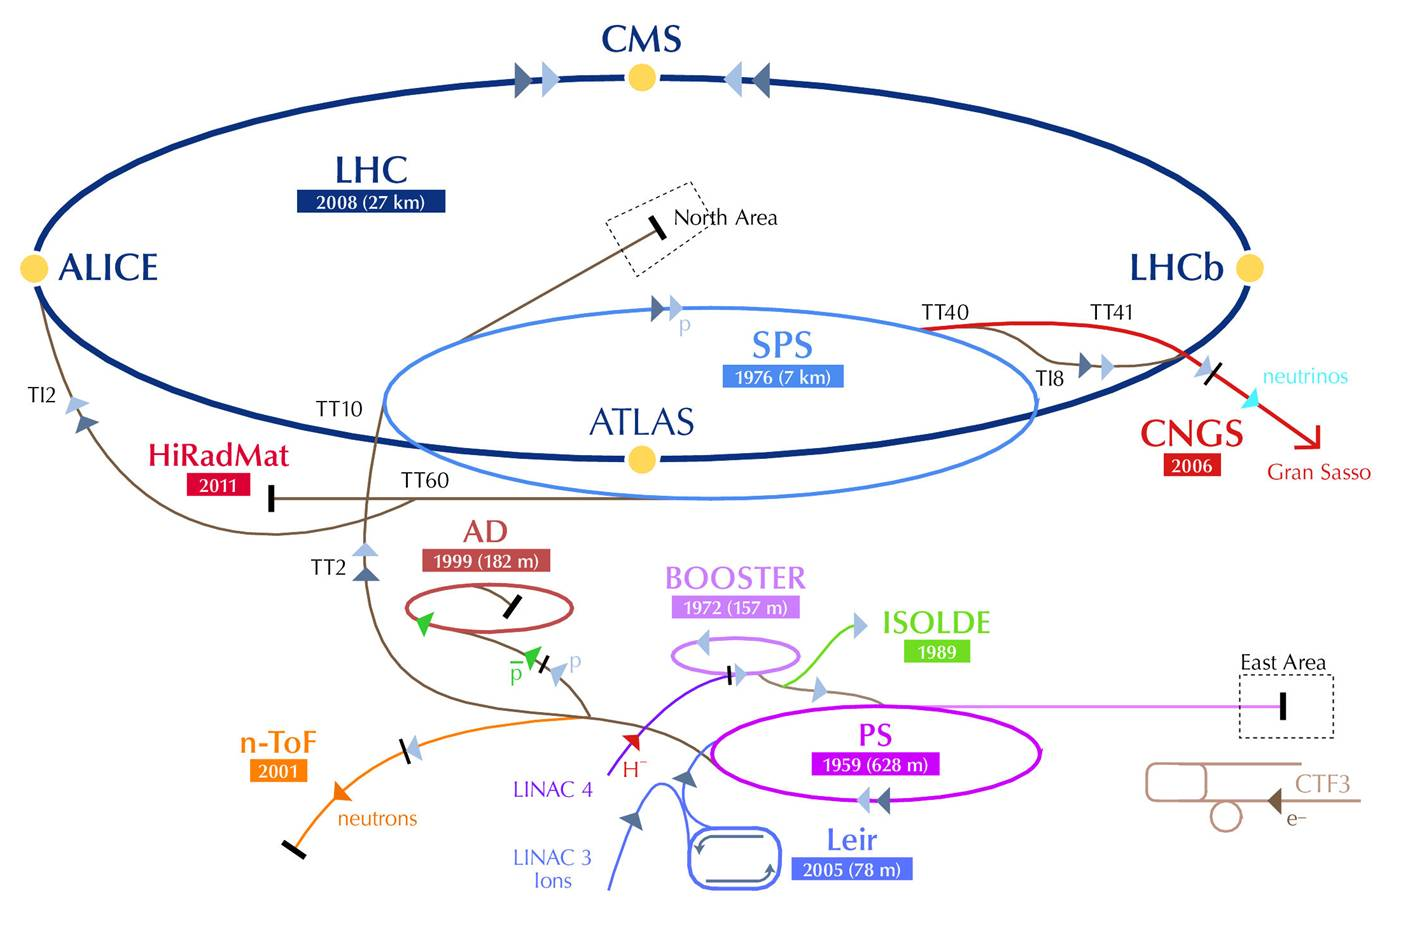 CMS
LHC
2008 (27 km)
North Area
ALICE
LHCb
TT40
TT41
p
SPS
1976 (7 km)
TI8
neutrinos
TI2
TT10
ATLAS
CNGS
2006
Gran Sasso
HiRadMat
2011
TT60
AD
1999 (182 m)
TT2
BOOSTER
1972 (157 m)
ISOLDE
1989
p̅
p
East Area
n-ToF
2001
PS
1959 (628 m)
H⁻
LINAC 4
neutrons
CTF3
e–
LINAC 3
Ions
Leir
2005 (78 m)